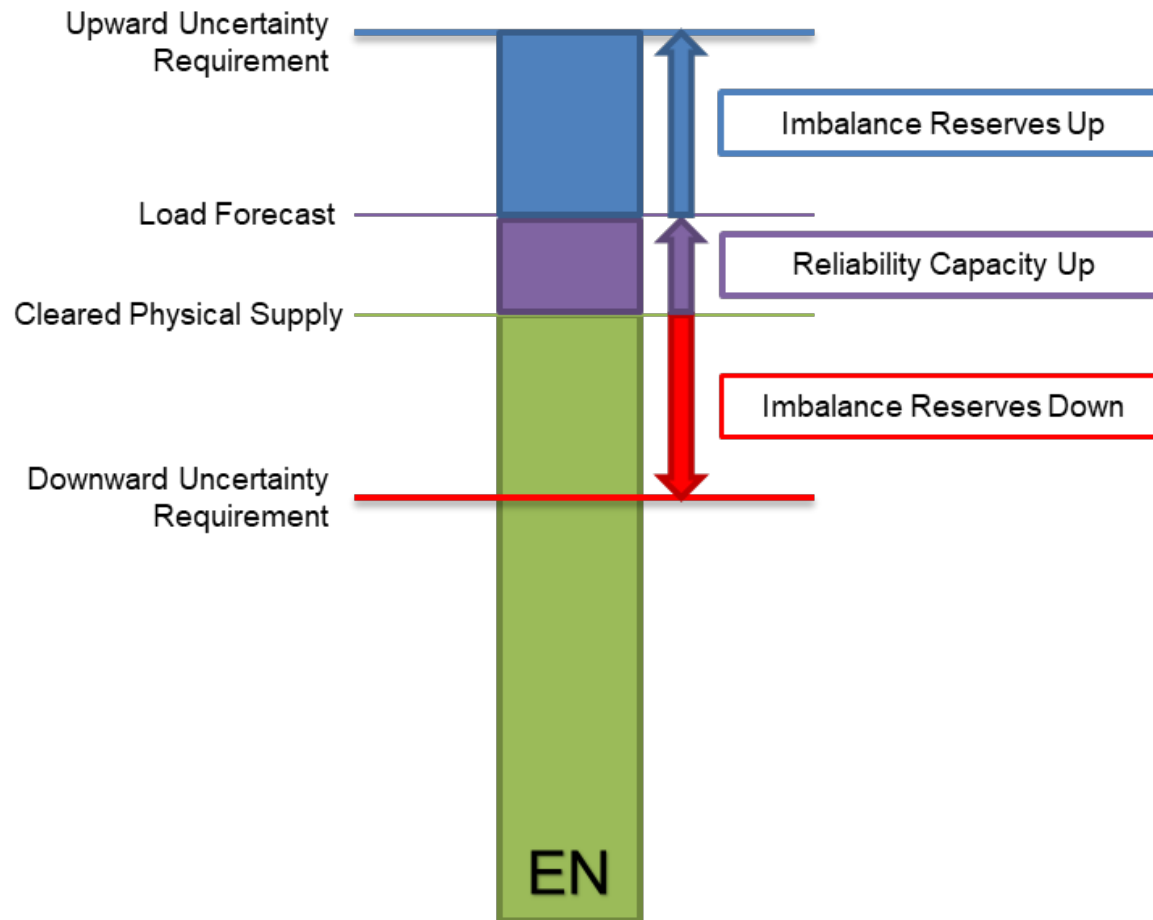 Upward Uncertainty
Requirement
Imbalance Reserves Up
Load Forecast
Reliability Capacity Up
Cleared Physical Supply
Imbalance Reserves Down
Downward Uncertainty
Requirement
EN